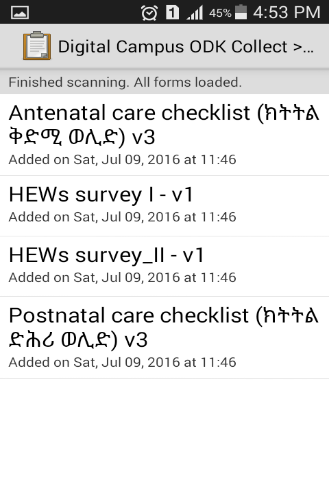 1 45% 4:53 PM
Digital Campus ODK Collect >...
Finished scanning. All forms loaded.
Antenatal care checklist (ክትትል
ቅድሚ ወሊድ) v3
Added on Sat, Jul 09, 2016 at 11:46
HEWs survey I - v1
Added on Sat, Jul 09, 2016 at 11:46
HEWs survey_II - v1
Added on Sat, Jul 09, 2016 at 11:46
Postnatal care checklist (ክትትል
ድሕሪ ወሊድ) v3
Added on Sat, Jul 09, 2016 at 11:46